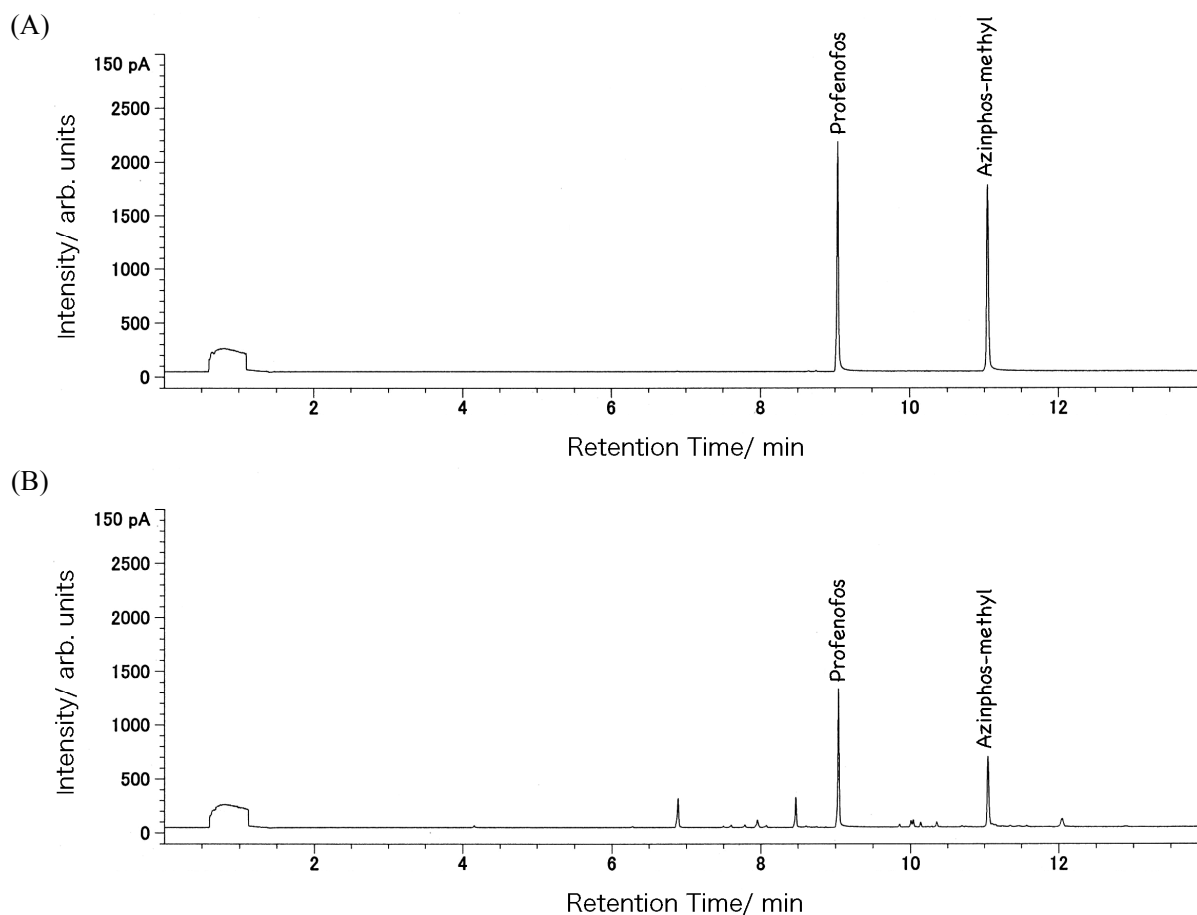 (A)
150 pA
2500
2000
1500
1000
500
0
Intensity/ arb. units
Profenofos
Azinphos-methyl
2 4 6 8 10 12
Retention Time/ min
(B)
150 pA
2500
2000
1500
1000
500
0
Intensity/ arb. units
Profenofos
Azinphos-methyl
2 4 6 8 10 12
Retention Time/ min